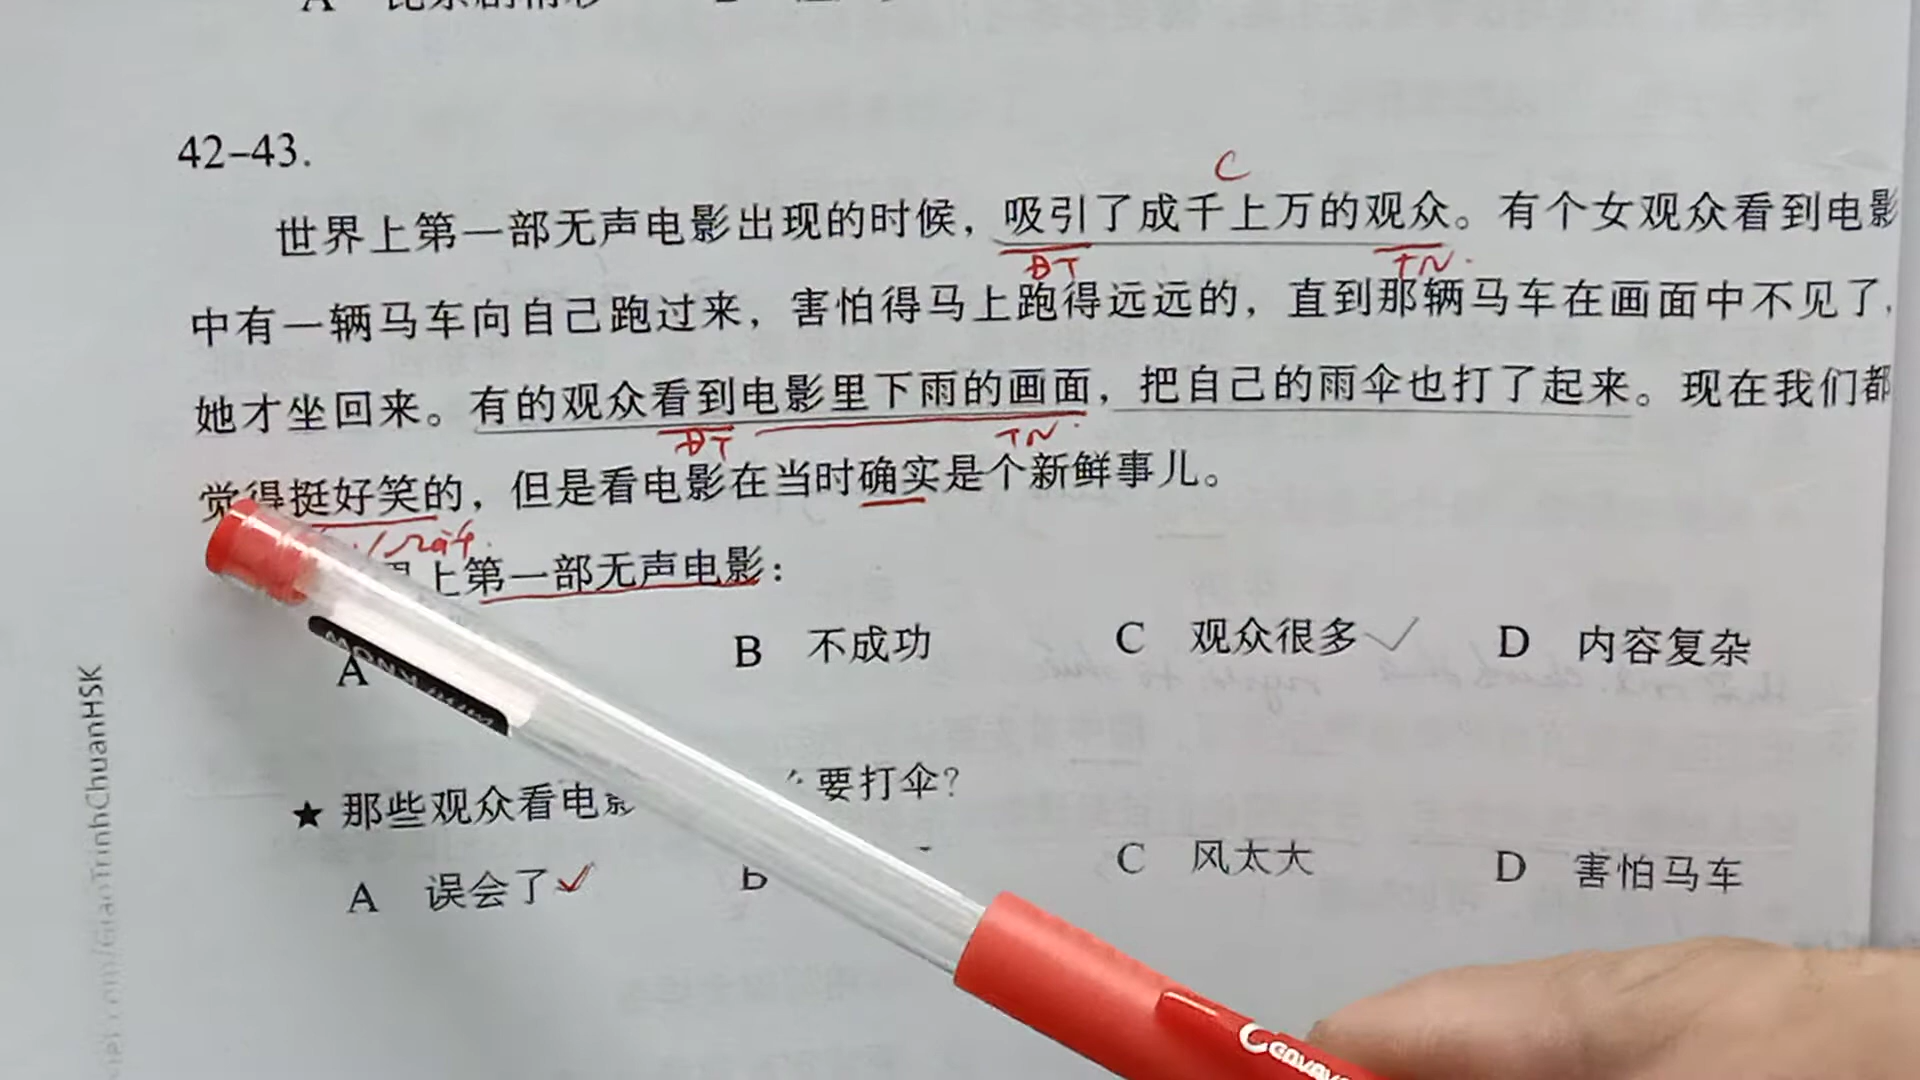 42–43.
C
世界上第一部无声电影出现的时候，吸引了成千上万的观众。有个女观众看到电影
ĐT TN.
中有一辆马车向自己跑过来，害怕得马上跑得远远的，直到那辆马车在画面中不见了，
她才坐回来。有的观众看到电影里下雨的画面，把自己的雨伞也打了起来。现在我们都
ĐT TN.
觉得挺好笑的，但是看电影在当时确实是个新鲜事儿。
rất.
上第一部无声电影：
A B 不成功 C 观众很多 ✓ D 内容复杂
★ 那些观众看电影 要打伞？
A 误会了 ✓ B C 风太大 D 害怕马车
/GiaoTrinhChuanHSK